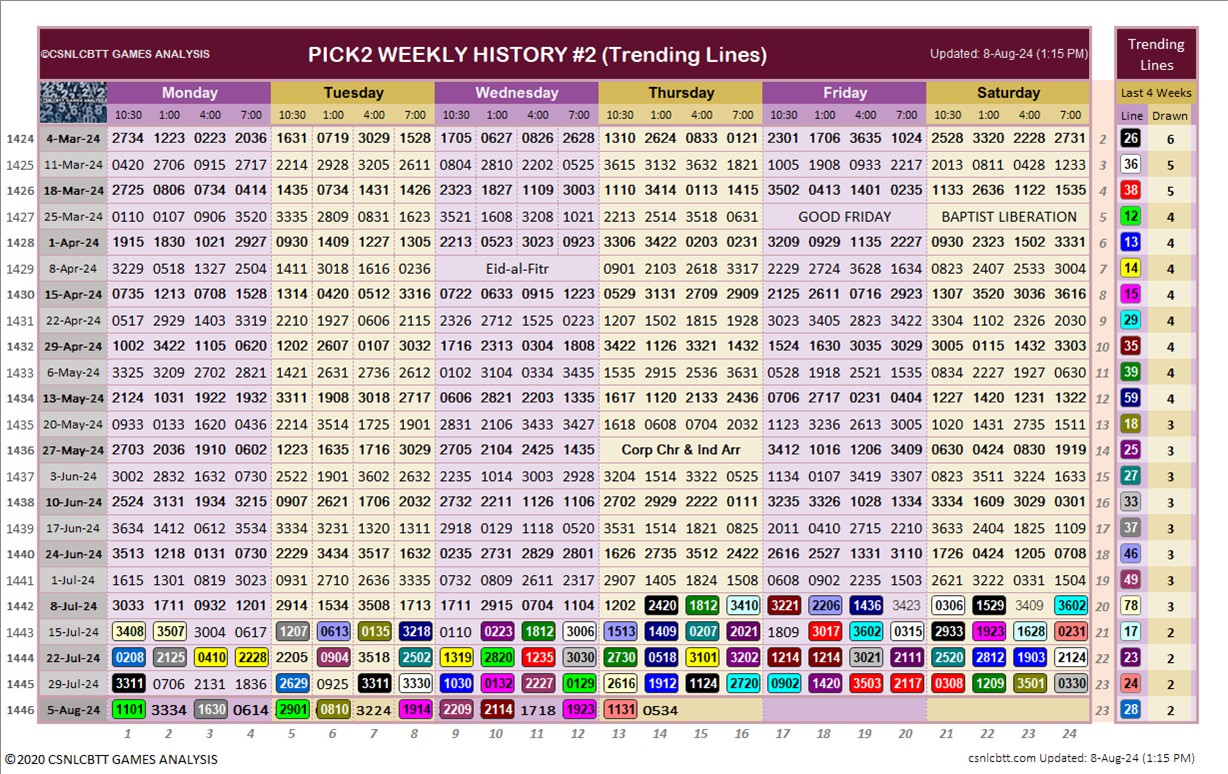 ©CSNLCBTT GAMES ANALYSIS PICK2 WEEKLY HISTORY #2 (Trending Lines) Updated: 8-Aug-24 (1:15 PM) Trending Lines
Monday Tuesday Wednesday Thursday Friday Saturday Last 4 Weeks
10:30 1:00 4:00 7:00 10:30 1:00 4:00 7:00 10:30 1:00 4:00 7:00 10:30 1:00 4:00 7:00 10:30 1:00 4:00 7:00 10:30 1:00 4:00 7:00 Line Drawn
1424 4-Mar-24 2734 1223 0223 2036 1631 0719 3029 1528 1705 0627 0826 2628 1310 2624 0833 0121 2301 1706 3635 1024 2528 3320 2228 2731 2 26 6
1425 11-Mar-24 0420 2706 0915 2717 2214 2928 3205 2611 0804 2810 2202 0525 3615 3132 3632 1821 1005 1908 0933 2217 2013 0811 0428 1233 3 36 5
1426 18-Mar-24 2725 0806 0734 0414 1435 0734 1431 1426 2323 1827 1109 3003 1110 3414 0113 1415 3502 0413 1401 0235 1133 2636 1122 1535 4 38 5
1427 25-Mar-24 0110 0107 0906 3520 3335 2809 0831 1623 3521 1608 3208 1021 2213 2514 3518 0631 GOOD FRIDAY BAPTIST LIBERATION 5 12 4
1428 1-Apr-24 1915 1830 1021 2927 0930 1409 1227 1305 2213 0523 3023 0923 3306 3422 0203 0231 3209 0929 1135 2227 0930 2323 1502 3331 6 13 4
1429 8-Apr-24 3229 0518 1327 2504 1411 3018 1616 0236 Eid-al-Fitr 0901 2103 2618 3317 2229 2724 3628 1634 0823 2407 2533 3004 7 14 4
1430 15-Apr-24 0735 1213 0708 1528 1314 0420 0512 3316 0722 0633 0915 1223 0529 3131 2709 2909 2125 2611 0716 2923 1307 3520 3036 3616 8 15 4
1431 22-Apr-24 0517 2929 1403 3319 2210 1927 0606 2113 2326 2712 1525 0223 1207 1502 1815 1928 3023 3405 2823 3422 3304 1102 2326 2030 9 29 4
1432 29-Apr-24 1002 3422 1105 0620 1202 2607 0107 3032 1716 2313 0304 1808 3422 1126 3321 1432 1524 1630 3035 3029 3005 0115 1432 3303 10 35 4
1433 6-May-24 3325 3209 2702 2821 1421 2631 2736 2612 0102 3104 0334 3435 1535 2915 2536 3631 0528 1918 2521 1535 0834 2227 1927 0630 11 39 4
1434 13-May-24 2124 1031 1922 1932 3311 1908 3018 2717 0606 2821 2203 1335 1617 1120 2133 2436 0706 2717 0231 0404 1227 1420 1231 1322 12 59 4
1435 20-May-24 0933 0133 1620 0436 2214 3514 1725 1901 2831 2106 3433 3427 1618 0608 0704 2032 1123 3236 2613 3005 1020 1431 2735 1511 13 18 3
1436 27-May-24 2703 2036 1910 0602 1223 1635 1716 3029 2705 2104 2425 1435 Corp Chr & Ind Arr 3412 1016 1206 3409 0630 0424 0830 1919 14 25 3
1437 3-Jun-24 3002 2832 1632 0730 2522 1901 3602 2633 2235 1014 3003 2928 3204 1514 2222 0525 1134 0107 3419 3307 0823 3511 3224 1633 15 27 3
1438 10-Jun-24 2524 3131 1934 3215 0907 2621 1706 2032 2732 2211 1126 1106 2702 2929 2222 0111 3235 3326 1028 1334 3334 1609 3029 0301 16 33 3
1439 17-Jun-24 3634 1412 0612 3534 3334 3231 1320 1311 2918 0129 1118 0520 3531 1514 1821 0825 2011 0410 2715 2210 3633 2404 1825 1109 17 37 3
1440 24-Jun-24 3513 1218 0131 0730 2229 3434 3517 1632 0235 2731 2829 2801 1626 2735 3512 2422 2616 2527 1331 3110 1726 0424 1205 0708 18 46 3
1441 1-Jul-24 1615 1301 0819 3023 0931 2710 2636 3335 0732 0809 2611 2317 2907 1405 1824 1508 0608 0902 2235 1503 2621 3222 0331 1504 19 49 3
1442 8-Jul-24 3033 1711 0932 1201 2914 1534 3508 1713 1711 2915 0704 1104 1202 2420 1812 3410 3221 2206 1436 3423 0306 1529 3409 3602 20 78 3
1443 15-Jul-24 3408 3507 3004 0617 1207 0613 0135 3218 0110 0223 1812 3006 1513 1409 0207 2021 1809 3017 3602 0315 2933 1923 1628 0231 21 17 2
1444 22-Jul-24 0208 2125 0410 2228 2205 0904 3518 2502 1319 2820 1235 3030 2730 0518 3101 3202 1214 1214 3021 2111 2520 2812 1903 2124 22 23 2
1445 29-Jul-24 3311 0706 2131 1836 2629 0925 3311 3330 1030 0132 2227 0129 2616 1912 1124 2720 0902 1420 3503 2117 0308 1209 3501 0330 23 24 2
1446 5-Aug-24 1101 3334 1630 0614 2901 0810 3224 1914 2209 2114 1718 1923 1131 0534 23 28 2
1 2 3 4 5 6 7 8 9 10 11 12 13 14 15 16 17 18 19 20 21 22 23 24
©2020 CSNLCBTT GAMES ANALYSIS csnlcbtt.com Updated: 8-Aug-24 (1:15 PM)